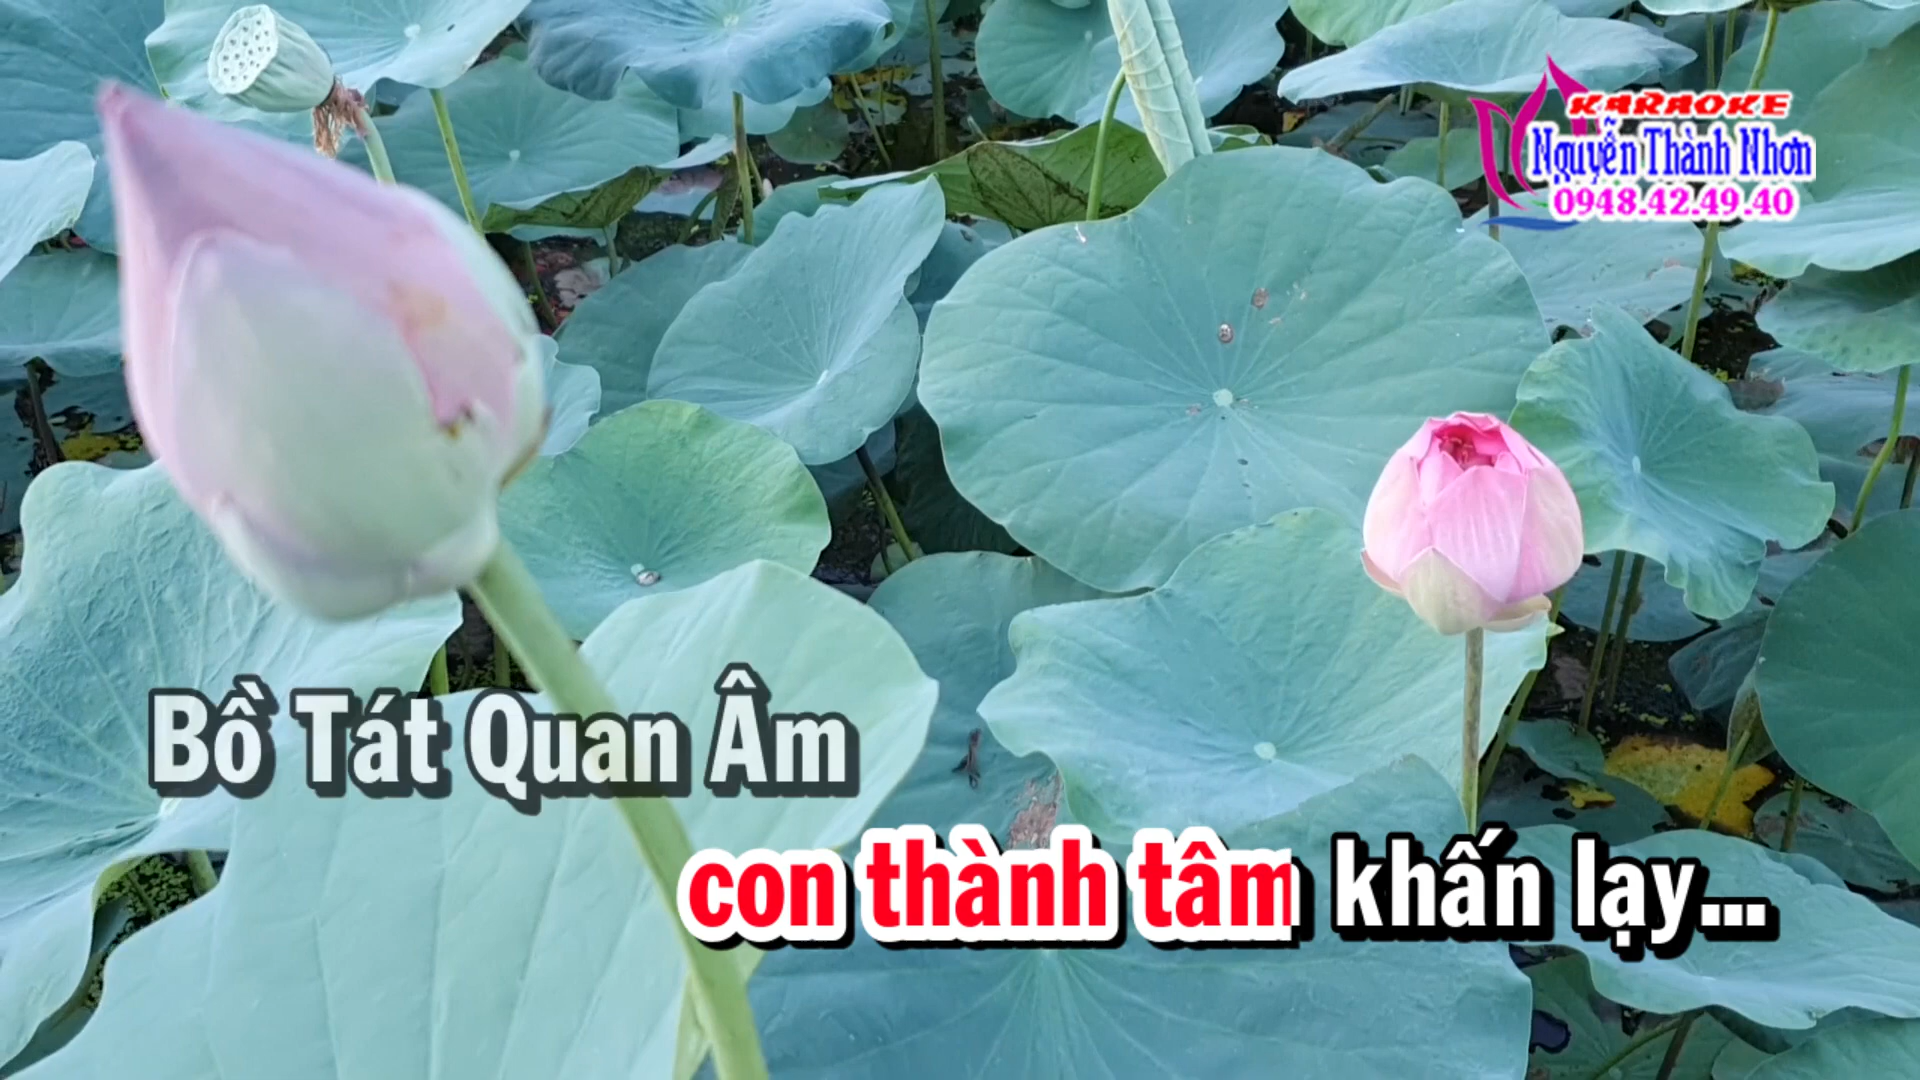 KARAOKE
Nguyễn Thành Nhơn
0948.42.49.40
Bồ Tát Quan Âm
con thành tâm khấn lạy...